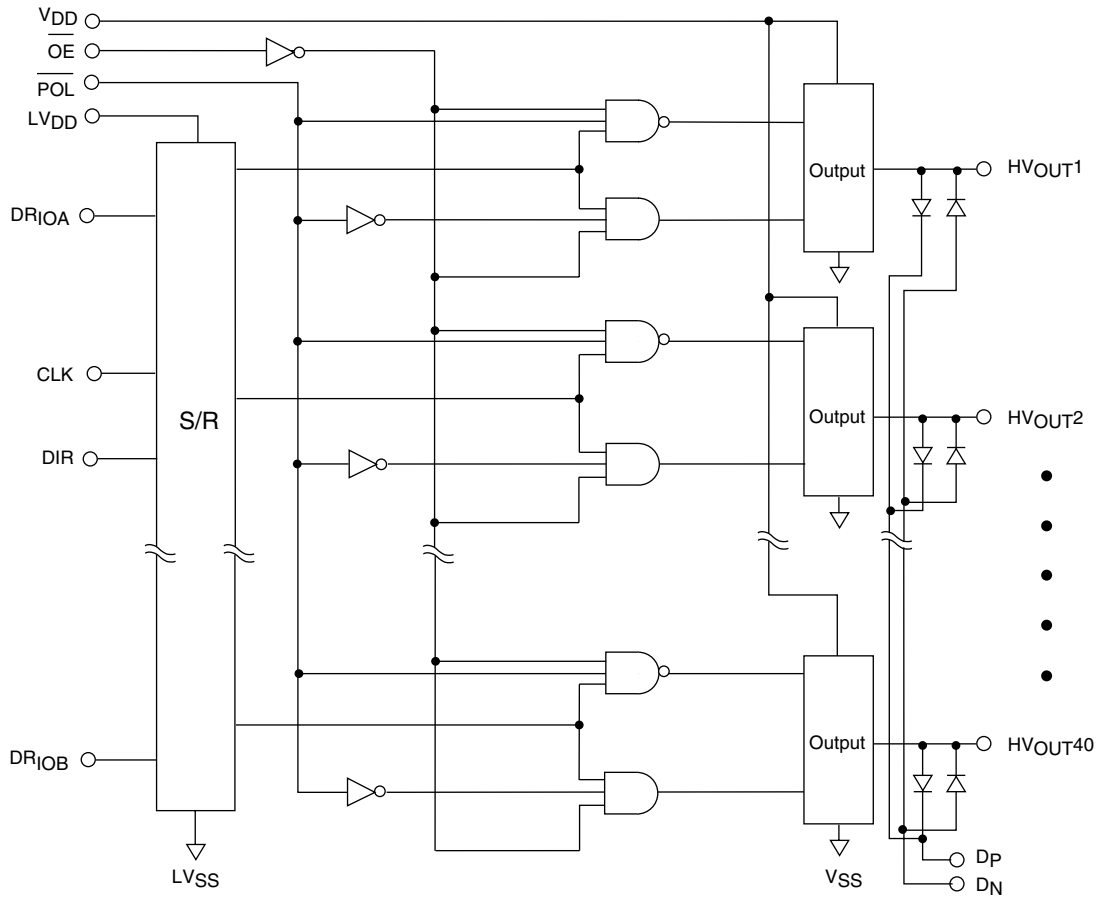 VDD
OE
POL
LVDD
DRIOA
Output
HVOUT1
CLK
S/R
Output
HVOUT2
DIR
DRIOB
Output
HVOUT40
LVSS
VSS
DP
DN